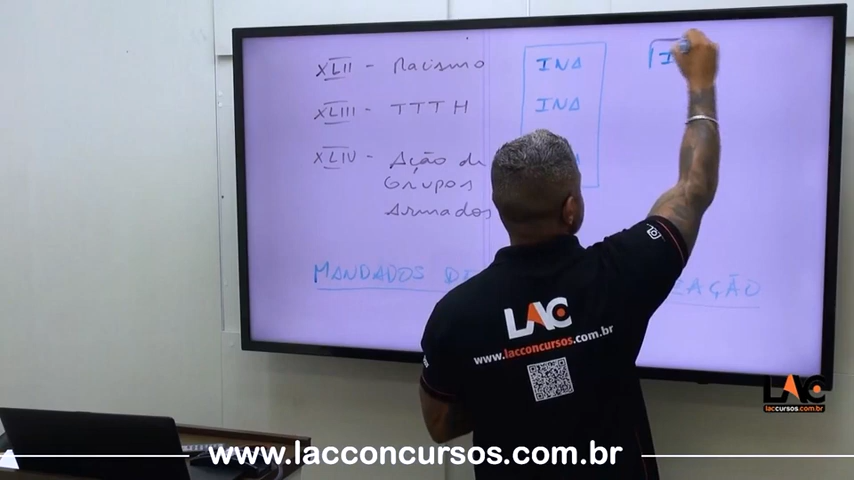 XLII - Racismo
INA
XLIII - TTTH
INA
XLIV - Ação de
Grupos
Armados
MANDADOS DE
ZAÇÃO
LAC
www.lacconcursos.com.br
LAC
laccursos.com.br
www.lacconcursos.com.br